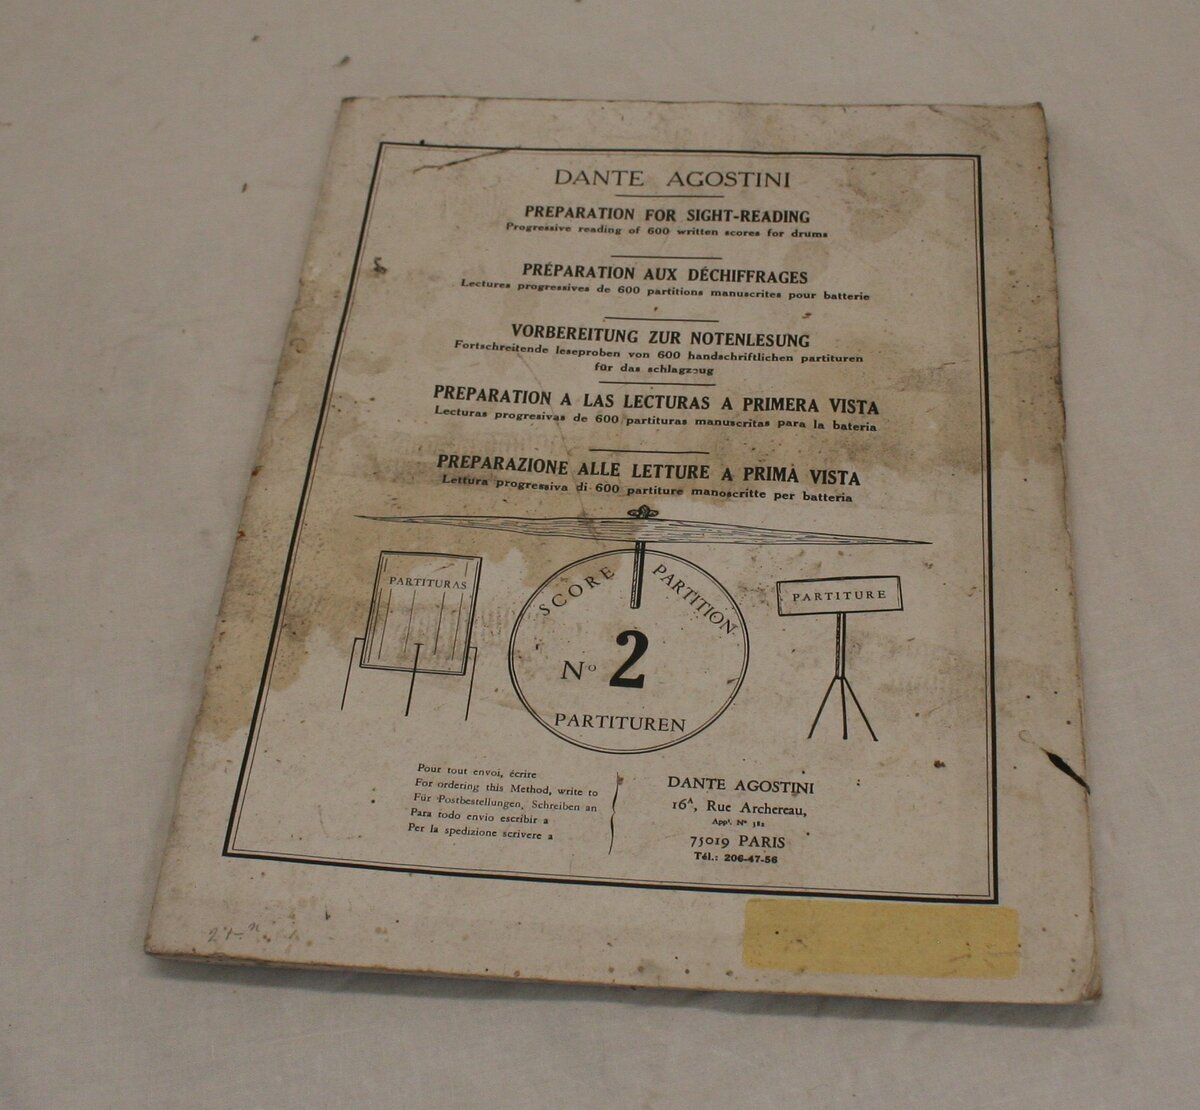 DANTE AGOSTINI
PREPARATION FOR SIGHT-READING
Progressive reading of 600 written scores for drums
PRÉPARATION AUX DÉCHIFFRAGES
Lectures progressives de 600 partitions manuscrites pour batterie
VORBEREITUNG ZUR NOTENLESUNG
Fortschreitende leseproben von 600 handschriftlichen partituren
für das schlagzeug
PREPARATION A LAS LECTURAS A PRIMERA VISTA
Lecturas progresivas de 600 partituras manuscritas para la bateria
PREPARAZIONE ALLE LETTURE A PRIMA VISTA
Lettura progressiva di 600 partiture manoscritte per batteria
PARTITURAS
SCORE PARTITION
No 2
PARTITUREN
PARTITURE
Pour tout envoi, écrire
For ordering this Method, write to
Für Postbestellungen, Schreiben an
Para todo envio escribir a
Per la spedizione scrivere a
DANTE AGOSTINI
16A, Rue Archereau,
Appt. No 382
75019 PARIS
Tél.: 206-47-56